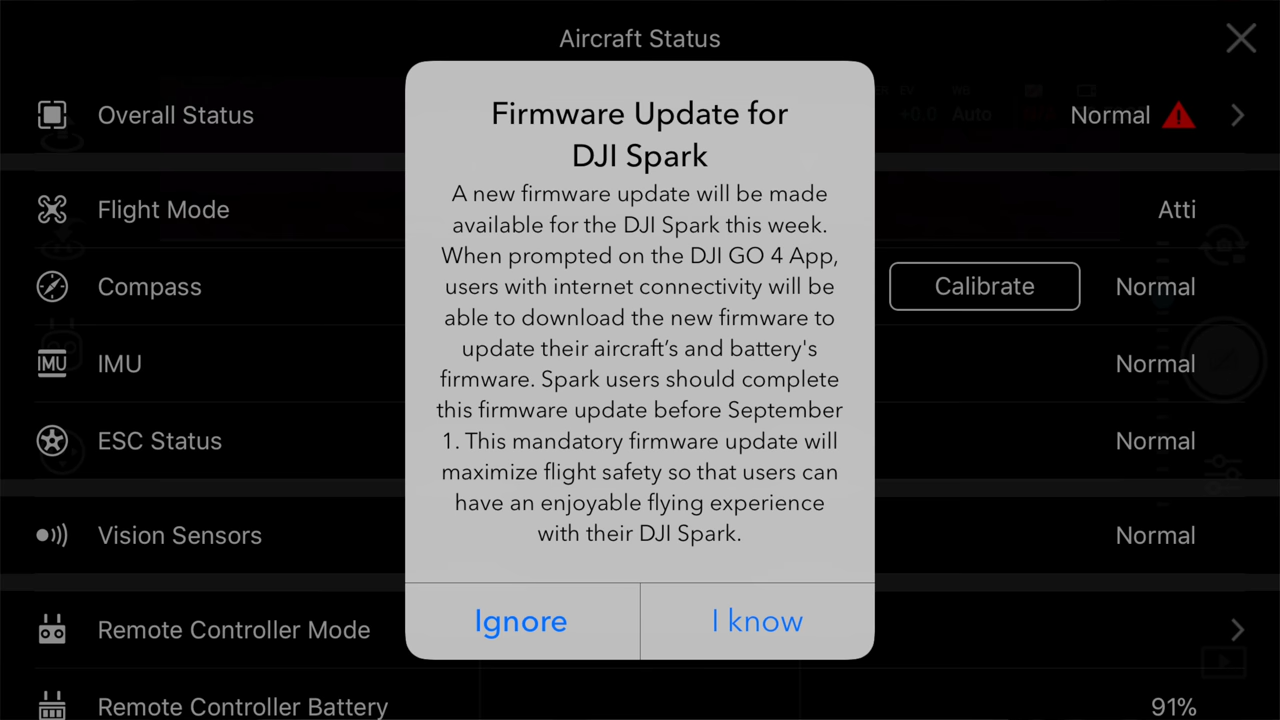 Aircraft Status
Overall Status
Normal
Flight Mode
Atti
Compass
Calibrate
Normal
IMU
IMU
Normal
ESC Status
Normal
Vision Sensors
Normal
Remote Controller Mode
Remote Controller Battery
91%
Firmware Update for
DJI Spark
A new firmware update will be made
available for the DJI Spark this week.
When prompted on the DJI GO 4 App,
users with internet connectivity will be
able to download the new firmware to
update their aircraft’s and battery's
firmware. Spark users should complete
this firmware update before September
1. This mandatory firmware update will
maximize flight safety so that users can
have an enjoyable flying experience
with their DJI Spark.
Ignore
I know
EV
WB
+0.0
Auto